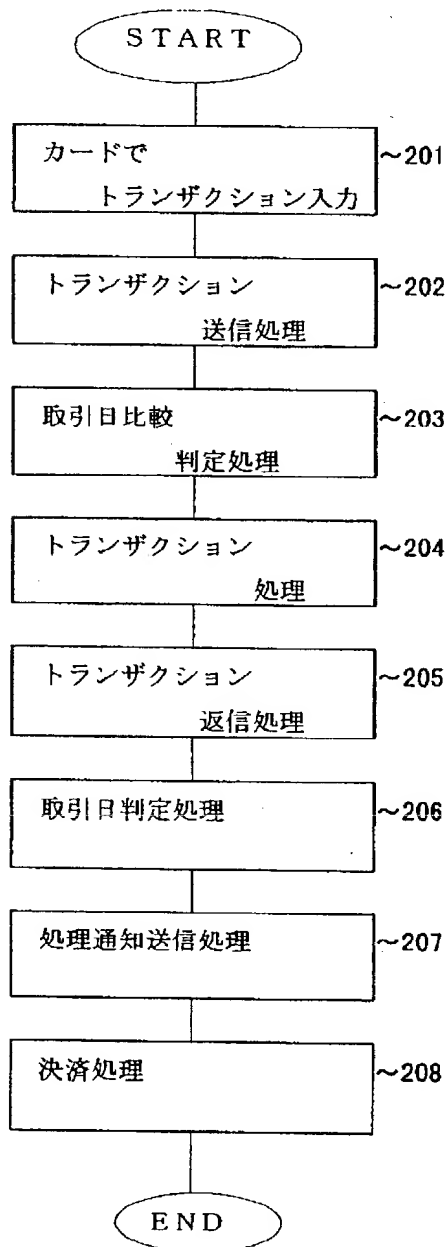 START
カードで ～201
トランザクション入力
トランザクション ～202
送信処理
取引日比較 ～203
判定処理
トランザクション ～204
処理
トランザクション ～205
返信処理
取引日判定処理 ～206
処理通知送信処理 ～207
決済処理 ～208
END